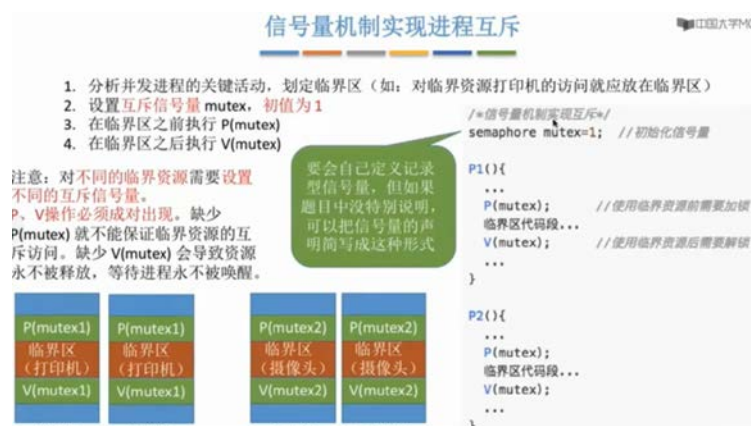 信号量机制实现进程互斥
中国大学MO
1. 分析并发进程的关键活动，划定临界区（如：对临界资源打印机的访问就应放在临界区）
2. 设置互斥信号量 mutex，初值为 1
3. 在临界区之前执行 P(mutex)
4. 在临界区之后执行 V(mutex)
注意：对不同的临界资源需要设置
不同的互斥信号量。
P、V操作必须成对出现。缺少
P(mutex) 就不能保证临界资源的互
斥访问。缺少 V(mutex) 会导致资源
永不被释放，等待进程永不被唤醒。
要会自己定义记录
型信号量，但如果
题目中没特别说明，
可以把信号量的声
明简写成这种形式
/*信号量机制实现互斥*/
semaphore mutex=1; //初始化信号量
P1(){
...
P(mutex); //使用临界资源前需要加锁
临界区代码段...
V(mutex); //使用临界资源后需要解锁
...
}
P2(){
...
P(mutex);
临界区代码段...
V(mutex);
...
}
P(mutex1)
临界区
（打印机）
V(mutex1)
P(mutex1)
临界区
（打印机）
V(mutex1)
P(mutex2)
临界区
（摄像头）
V(mutex2)
P(mutex2)
临界区
（摄像头）
V(mutex2)